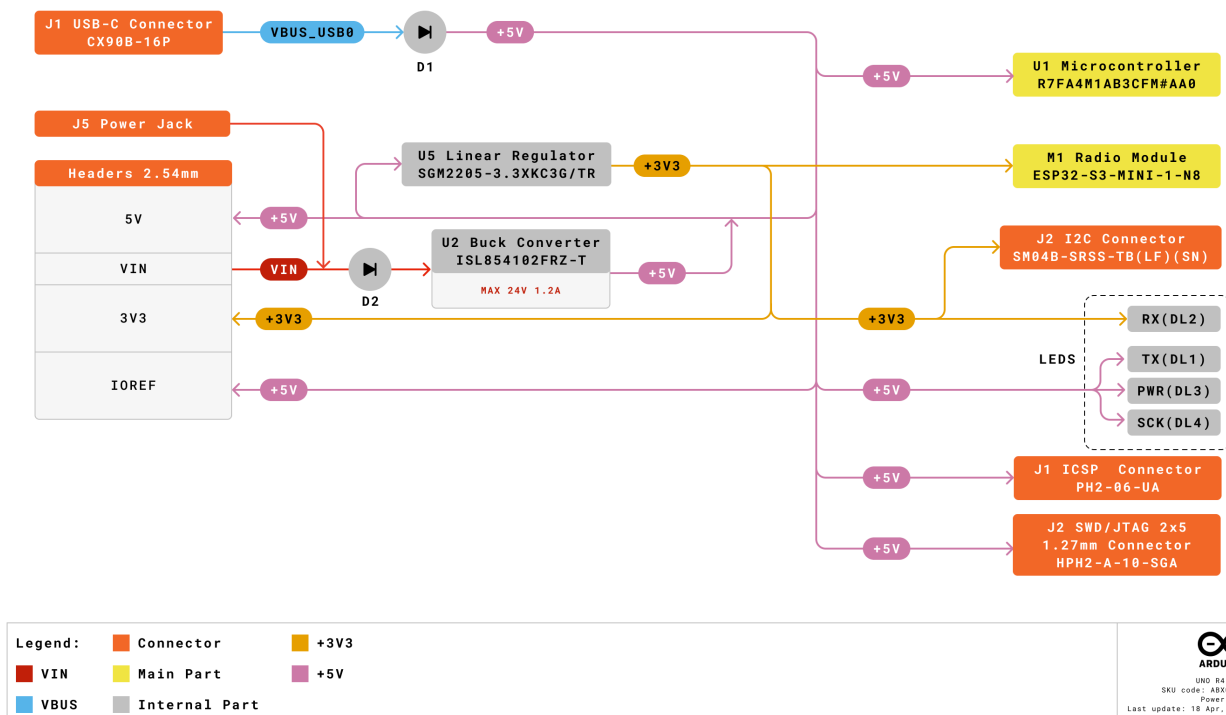 J1 USB-C Connector
CX90B-16P
VBUS_USB0
D1
+5V
+5V
U1 Microcontroller
R7FA4M1AB3CFM#AA0
J5 Power Jack
U5 Linear Regulator
SGM2205-3.3XKC3G/TR
+3V3
M1 Radio Module
ESP32-S3-MINI-1-N8
Headers 2.54mm
5V
+5V
VIN
VIN
D2
U2 Buck Converter
ISL854102FRZ-T
MAX 24V 1.2A
+5V
J2 I2C Connector
SM04B-SRSS-TB(LF)(SN)
3V3
+3V3
+3V3
LEDS
RX(DL2)
TX(DL1)
PWR(DL3)
SCK(DL4)
IOREF
+5V
+5V
+5V
J1 ICSP Connector
PH2-06-UA
+5V
J2 SWD/JTAG 2x5
1.27mm Connector
HPH2-A-10-SGA
Legend:
Connector
+3V3
VIN
Main Part
+5V
VBUS
Internal Part
UNO R4
SKU code:
Power
Last update: 18 Apr,